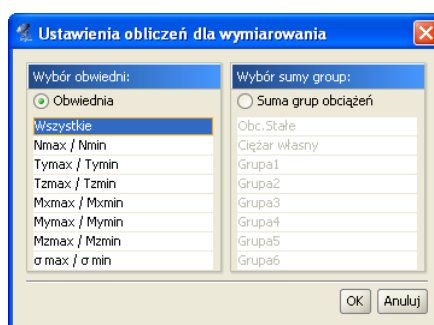 Ustawienia obliczeń dla wymiarowania
Wybór obwiedni:
Obwiednia
Wszystkie
Nmax / Nmin
Tymax / Tymin
Tzmax / Tzmin
Mxmax / Mxmin
Mymax / Mymin
Mzmax / Mzmin
σ max / σ min
Wybór sumy group:
Suma grup obciążeń
Obc.Stałe
Ciężar własny
Grupa1
Grupa2
Grupa3
Grupa4
Grupa5
Grupa6
OK
Anuluj